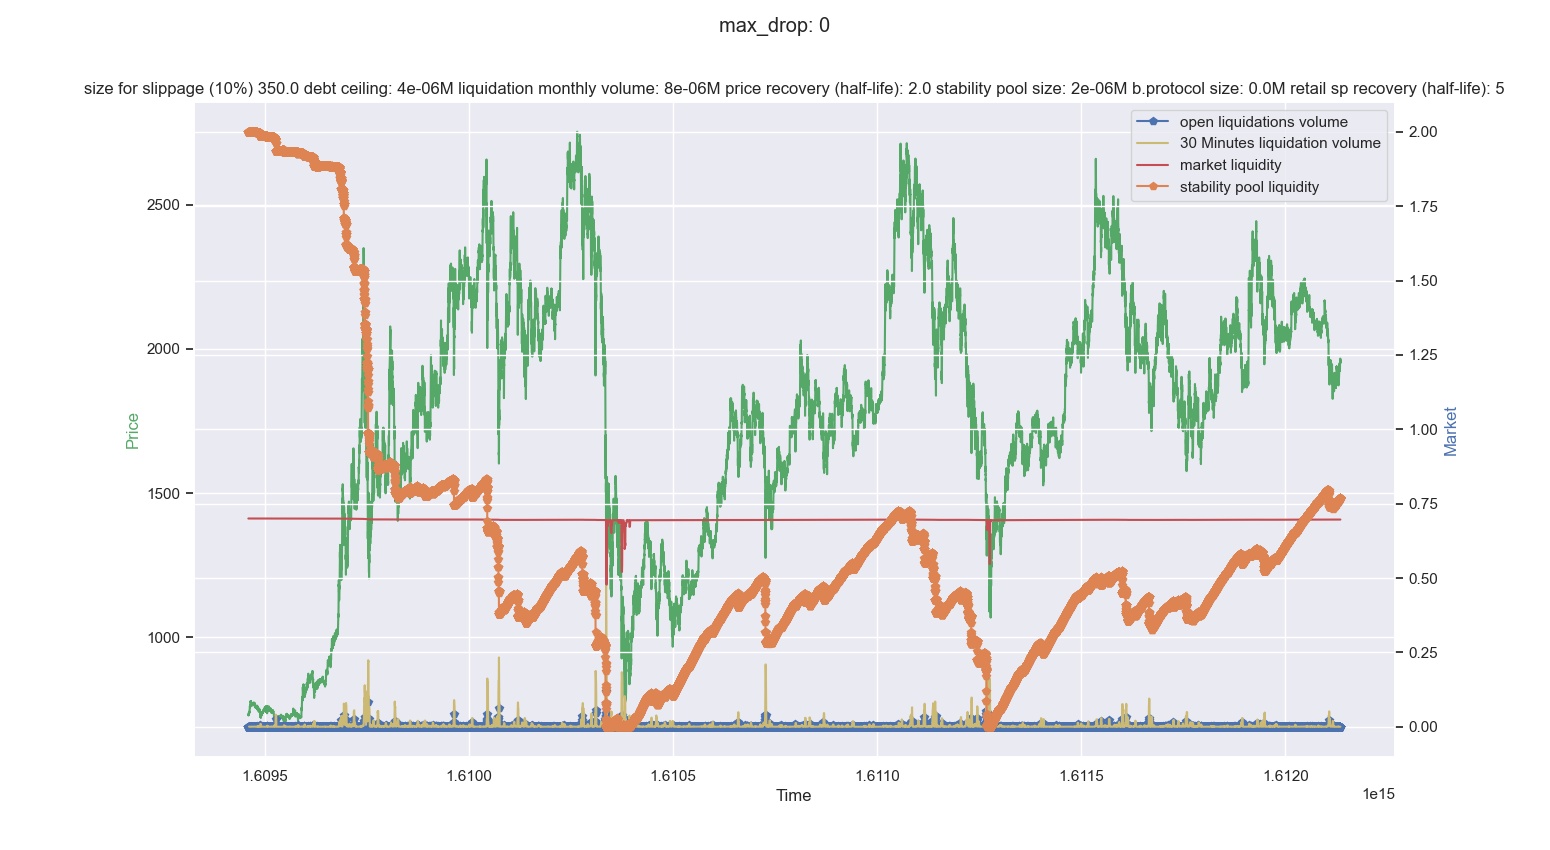 max_drop: 0
size for slippage (10%) 350.0 debt ceiling: 4e-06M liquidation monthly volume: 8e-06M price recovery (half-life): 2.0 stability pool size: 2e-06M b.protocol size: 0.0M retail sp recovery (half-life): 5
open liquidations volume
30 Minutes liquidation volume
market liquidity
stability pool liquidity
2500
2000
1500
1000
Price
2.00
1.75
1.50
1.25
1.00
0.75
0.50
0.25
0.00
Market
1.6095 1.6100 1.6105 1.6110 1.6115 1.6120
1e15
Time